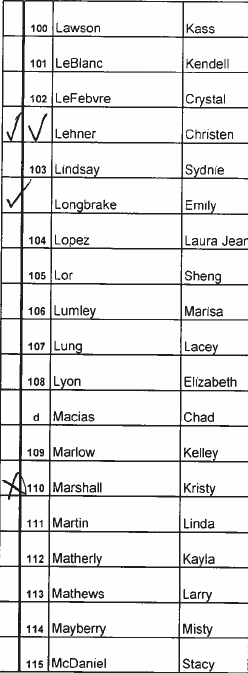 100 Lawson Kass
101 LeBlanc Kendell
102 LeFebvre Crystal
✓ ✓ Lehner Christen
103 Lindsay Sydnie
✓ Longbrake Emily
104 Lopez Laura Jean
105 Lor Sheng
106 Lumley Marisa
107 Lung Lacey
108 Lyon Elizabeth
d Macias Chad
109 Marlow Kelley
X 110 Marshall Kristy
111 Martin Linda
112 Matherly Kayla
113 Mathews Larry
114 Mayberry Misty
115 McDaniel Stacy